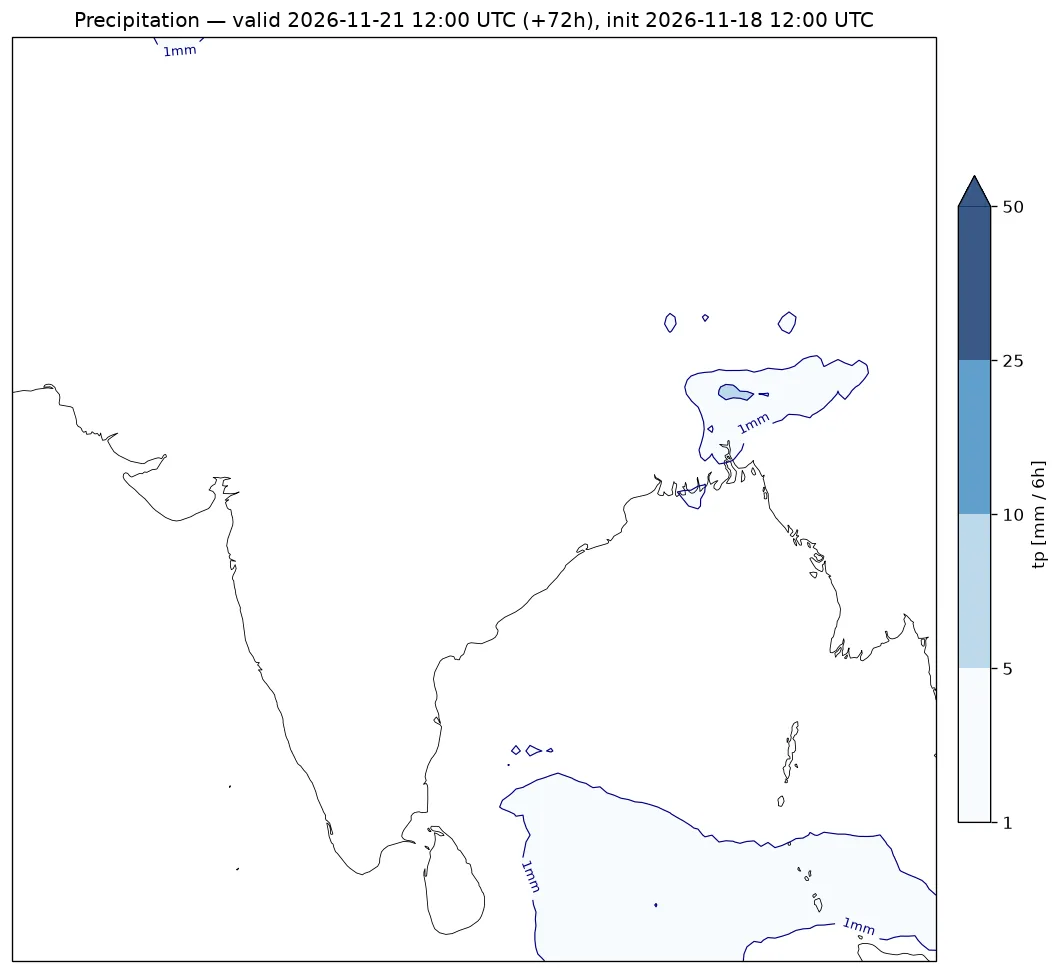 Precipitation — valid 2026-11-21 12:00 UTC (+72h), init 2026-11-18 12:00 UTC
1mm
50
25
1mm
tp [mm / 6h]
10
5
1
1mm
1mm